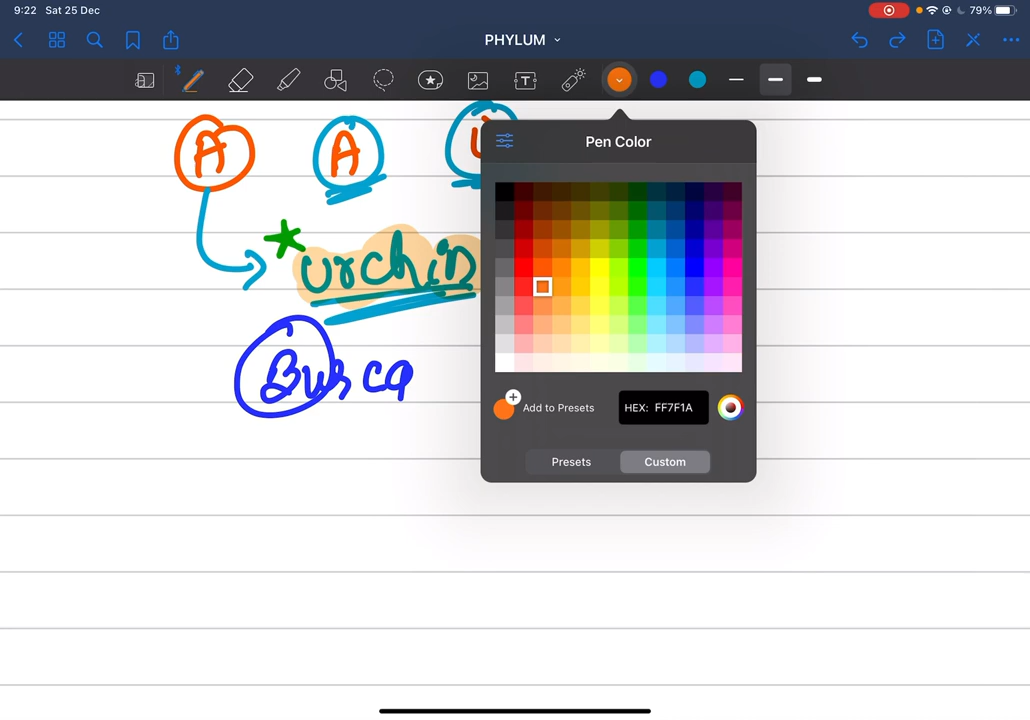 9:22 Sat 25 Dec 79%
PHYLUM
T
A A
Pen Color
urchin
Add to Presets HEX: FF7F1A
Presets Custom